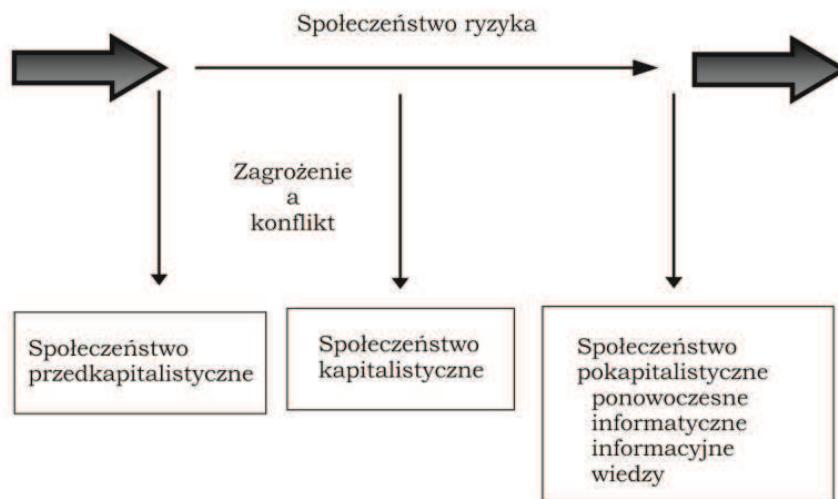 Społeczeństwo ryzyka
Zagrożenie
a
konflikt
Społeczeństwo
przedkapitalistyczne
Społeczeństwo
kapitalistyczne
Społeczeństwo
pokapitalistyczne
ponowoczesne
informatyczne
informacyjne
wiedzy